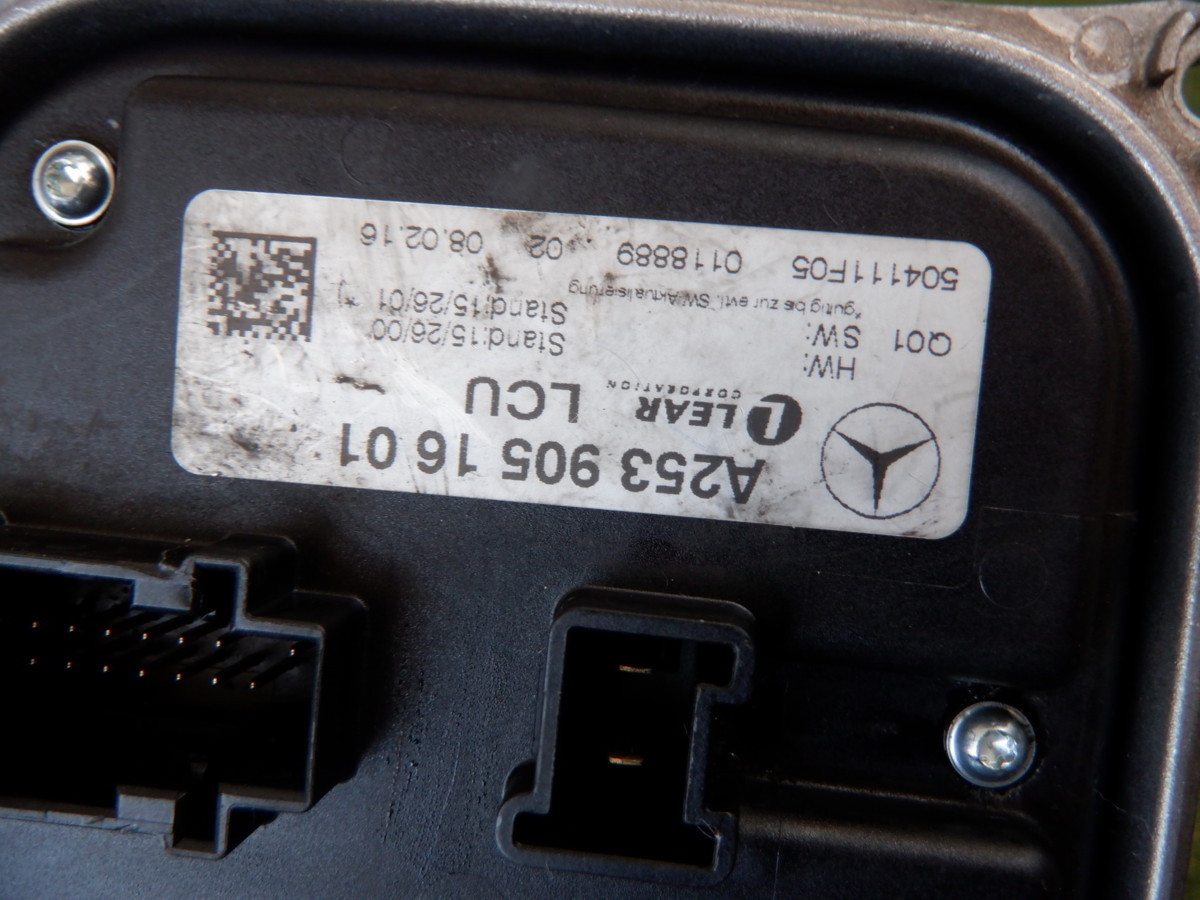 A253 905 16 01
LEAR
CORPORATION
LCU
HW: Stand:15/26/00
Q01 SW: Stand:15/26/01 *)
*gültig bis zur evtl. SW-Aktualisierung
504111F05 Q118889 02 08.02.16